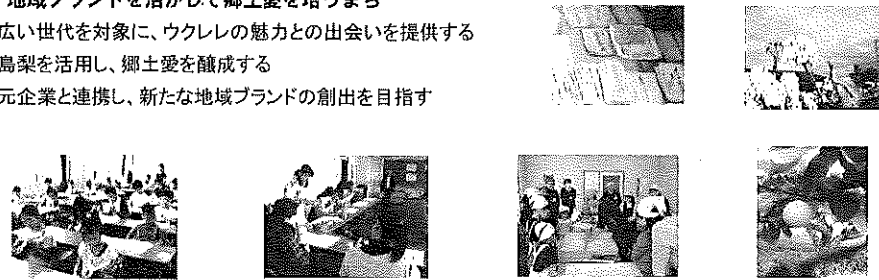 地域ブランドを活かして郷土愛を培うまち
広い世代を対象に、ウクレレの魅力との出会いを提供する
島梨を活用し、郷土愛を醸成する
元企業と連携し、新たな地域ブランドの創出を目指す